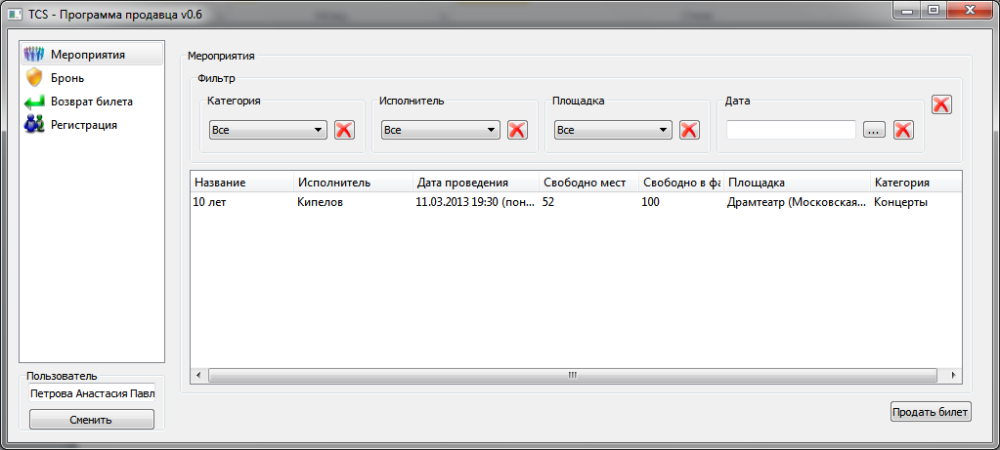 TCS - Программа продавца v0.6
Мероприятия
Бронь
Возврат билета
Регистрация
Пользователь
Петрова Анастасия Павл
Сменить
Мероприятия
Фильтр
Категория Исполнитель Площадка Дата
Все Все Все ...
Название Исполнитель Дата проведения Свободно мест Свободно в фа Площадка Категория
10 лет Кипелов 11.03.2013 19:30 (пон... 52 100 Драмтеатр (Московская... Концерты
Продать билет